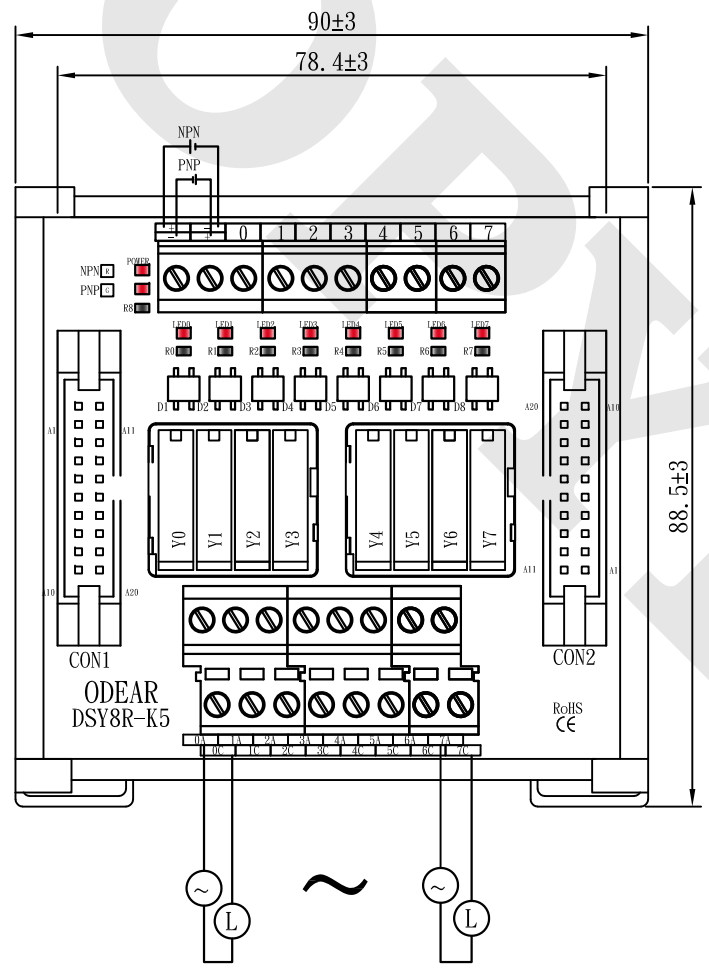 90±3
78.4±3
NPN
PNP
0 1 2 3 4 5 6 7
NPN R
POWER
PNP G
R8
LED0 LED1 LED2 LED3 LED4 LED5 LED6 LED7
R0 R1 R2 R3 R4 R5 R6 R7
D1 D2 D3 D4 D5 D6 D7 D8
A1 A11
A20 A10
Y0 Y1 Y2 Y3 Y4 Y5 Y6 Y7
88.5±3
A10 A20
A11 A1
CON1
CON2
ODEAR
DSY8R-K5
RoHS
CE
0A 1A 2A 3A 4A 5A 6A 7A
0C 1C 2C 3C 4C 5C 6C 7C
~ ~ ~
L L
COPY